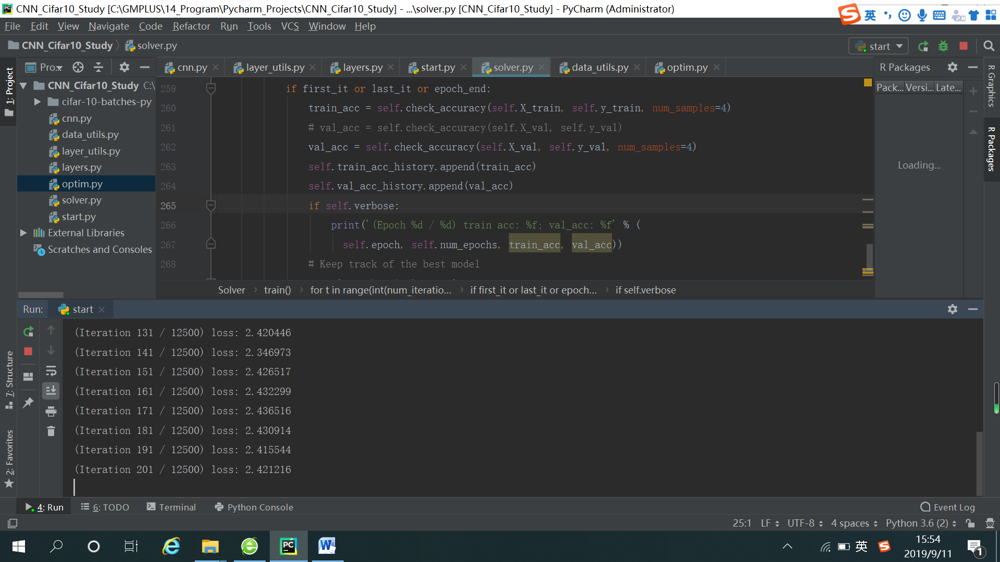 CNN_Cifar10_Study [C:\GMPLUS\14_Program\Pycharm_Projects\CNN_Cifar10_Study] - ...\solver.py [CNN_Cifar10_Study] - PyCharm (Administrator)
英
File Edit View Navigate Code Refactor Run Tools VCS Window Help
CNN_Cifar10_Study solver.py
start
1: Project
Pro...
cnn.py layer_utils.py layers.py start.py solver.py data_utils.py optim.py
R Packages
Pack... Versi... Late...
Loading...
R Graphics
R Packages
CNN_Cifar10_Study C:\
cifar-10-batches-py
cnn.py
data_utils.py
layer_utils.py
layers.py
optim.py
solver.py
start.py
External Libraries
Scratches and Consoles
259 if first_it or last_it or epoch_end:
260 train_acc = self.check_accuracy(self.X_train, self.y_train, num_samples=4)
261 # val_acc = self.check_accuracy(self.X_val, self.y_val)
262 val_acc = self.check_accuracy(self.X_val, self.y_val, num_samples=4)
263 self.train_acc_history.append(train_acc)
264 self.val_acc_history.append(val_acc)
265 if self.verbose:
266 print('(Epoch %d / %d) train acc: %f; val_acc: %f' % (
267 self.epoch, self.num_epochs, train_acc, val_acc))
268 # Keep track of the best model
Solver train() for t in range(int(num_iteratio... if first_it or last_it or epoch... if self.verbose
Run: start
(Iteration 131 / 12500) loss: 2.420446
(Iteration 141 / 12500) loss: 2.346973
(Iteration 151 / 12500) loss: 2.426517
(Iteration 161 / 12500) loss: 2.432299
(Iteration 171 / 12500) loss: 2.436516
(Iteration 181 / 12500) loss: 2.430914
(Iteration 191 / 12500) loss: 2.415544
(Iteration 201 / 12500) loss: 2.421216
7: Structure
2: Favorites
4: Run 6: TODO Terminal Python Console Event Log
25:1 LF UTF-8 4 spaces Python 3.6 (2)
PC
W
英
15:54
2019/9/11
1